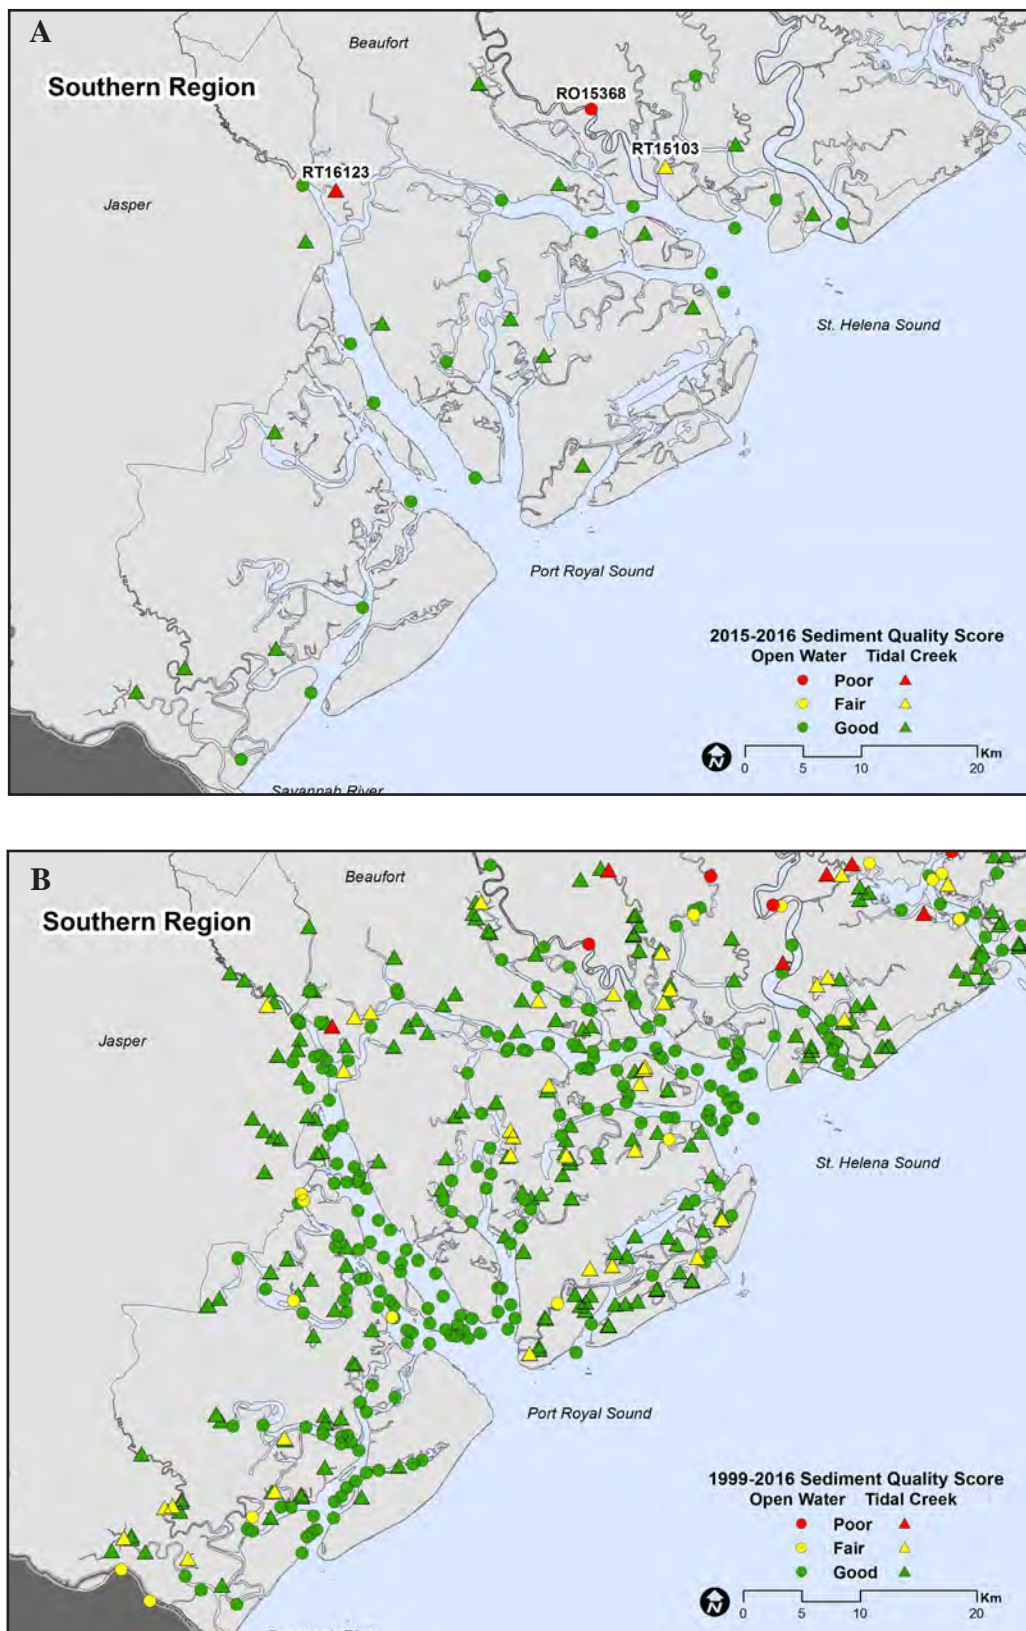 A
Beaufort
Southern Region
RO15368
RT15103
RT16123
Jasper
St. Helena Sound
Port Royal Sound
2015-2016 Sediment Quality Score
Open Water Tidal Creek
Poor
Fair
Good
N
Km
0 5 10 20
Savannah River
B
Beaufort
Southern Region
Jasper
St. Helena Sound
Port Royal Sound
1999-2016 Sediment Quality Score
Open Water Tidal Creek
Poor
Fair
Good
N
Km
0 5 10 20